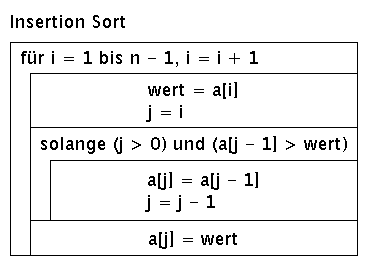 Insertion Sort
für i = 1 bis n - 1, i = i + 1
wert = a[i]
j = i
solange (j > 0) und (a[j - 1] > wert)
a[j] = a[j - 1]
j = j - 1
a[j] = wert